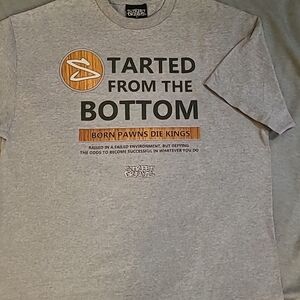 STARTED
FROM THE
BOTTOM
BORN PAWNS DIE KINGS
RAISED IN A FAILED ENVIRONMENT, BUT DEFYING
THE ODDS TO BECOME SUCCESSFUL IN WHATEVER YOU DO